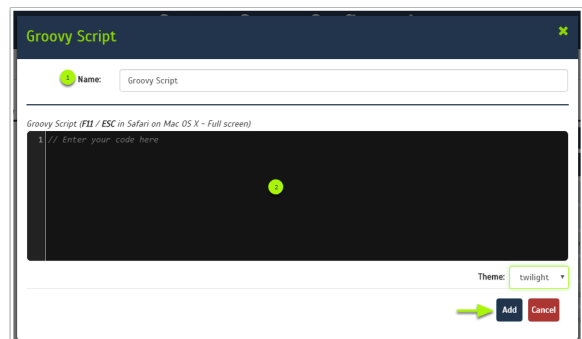 Groovy Script
1 Name: Groovy Script
Groovy Script (F11 / ESC in Safari on Mac OS X - Full screen)
1 // Enter your code here
2
Theme: twilight
Add Cancel